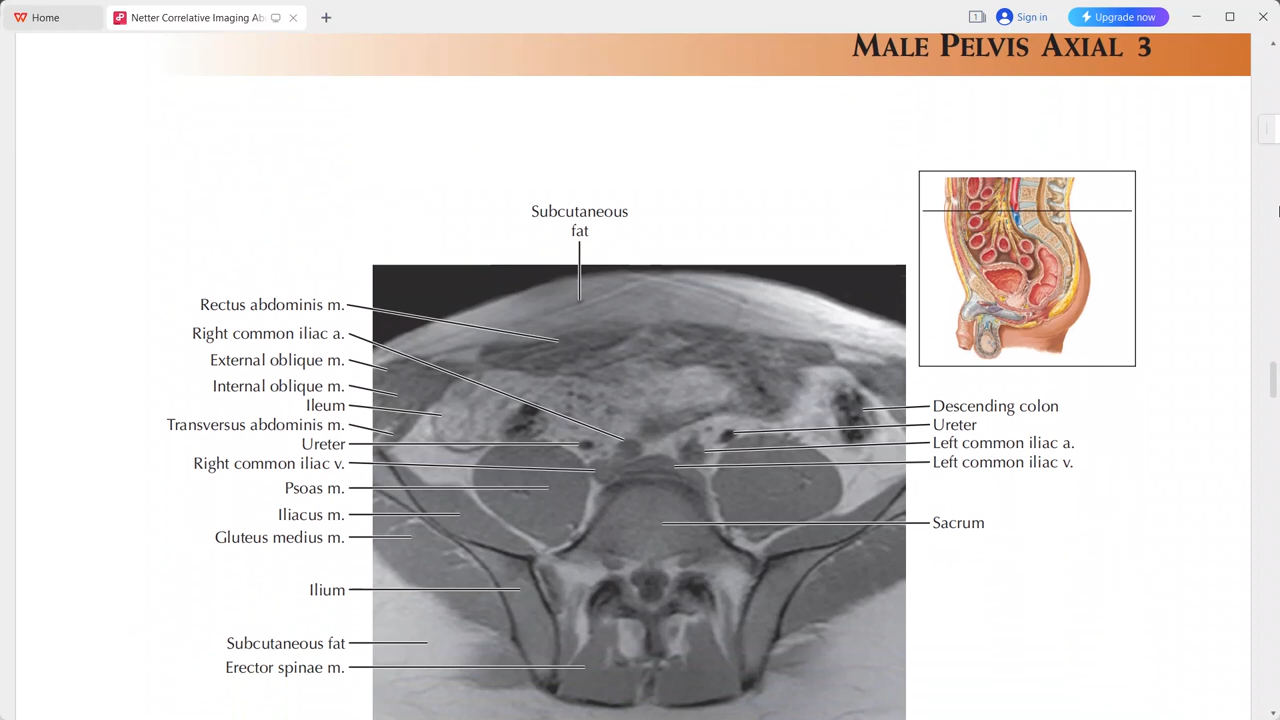 Home
Netter Correlative Imaging Ab
1
Sign in
Upgrade now
MALE PELVIS AXIAL 3
Subcutaneous
fat
Rectus abdominis m.
Right common iliac a.
External oblique m.
Internal oblique m.
Ileum
Transversus abdominis m.
Ureter
Right common iliac v.
Psoas m.
Iliacus m.
Gluteus medius m.
Ilium
Subcutaneous fat
Erector spinae m.
Descending colon
Ureter
Left common iliac a.
Left common iliac v.
Sacrum